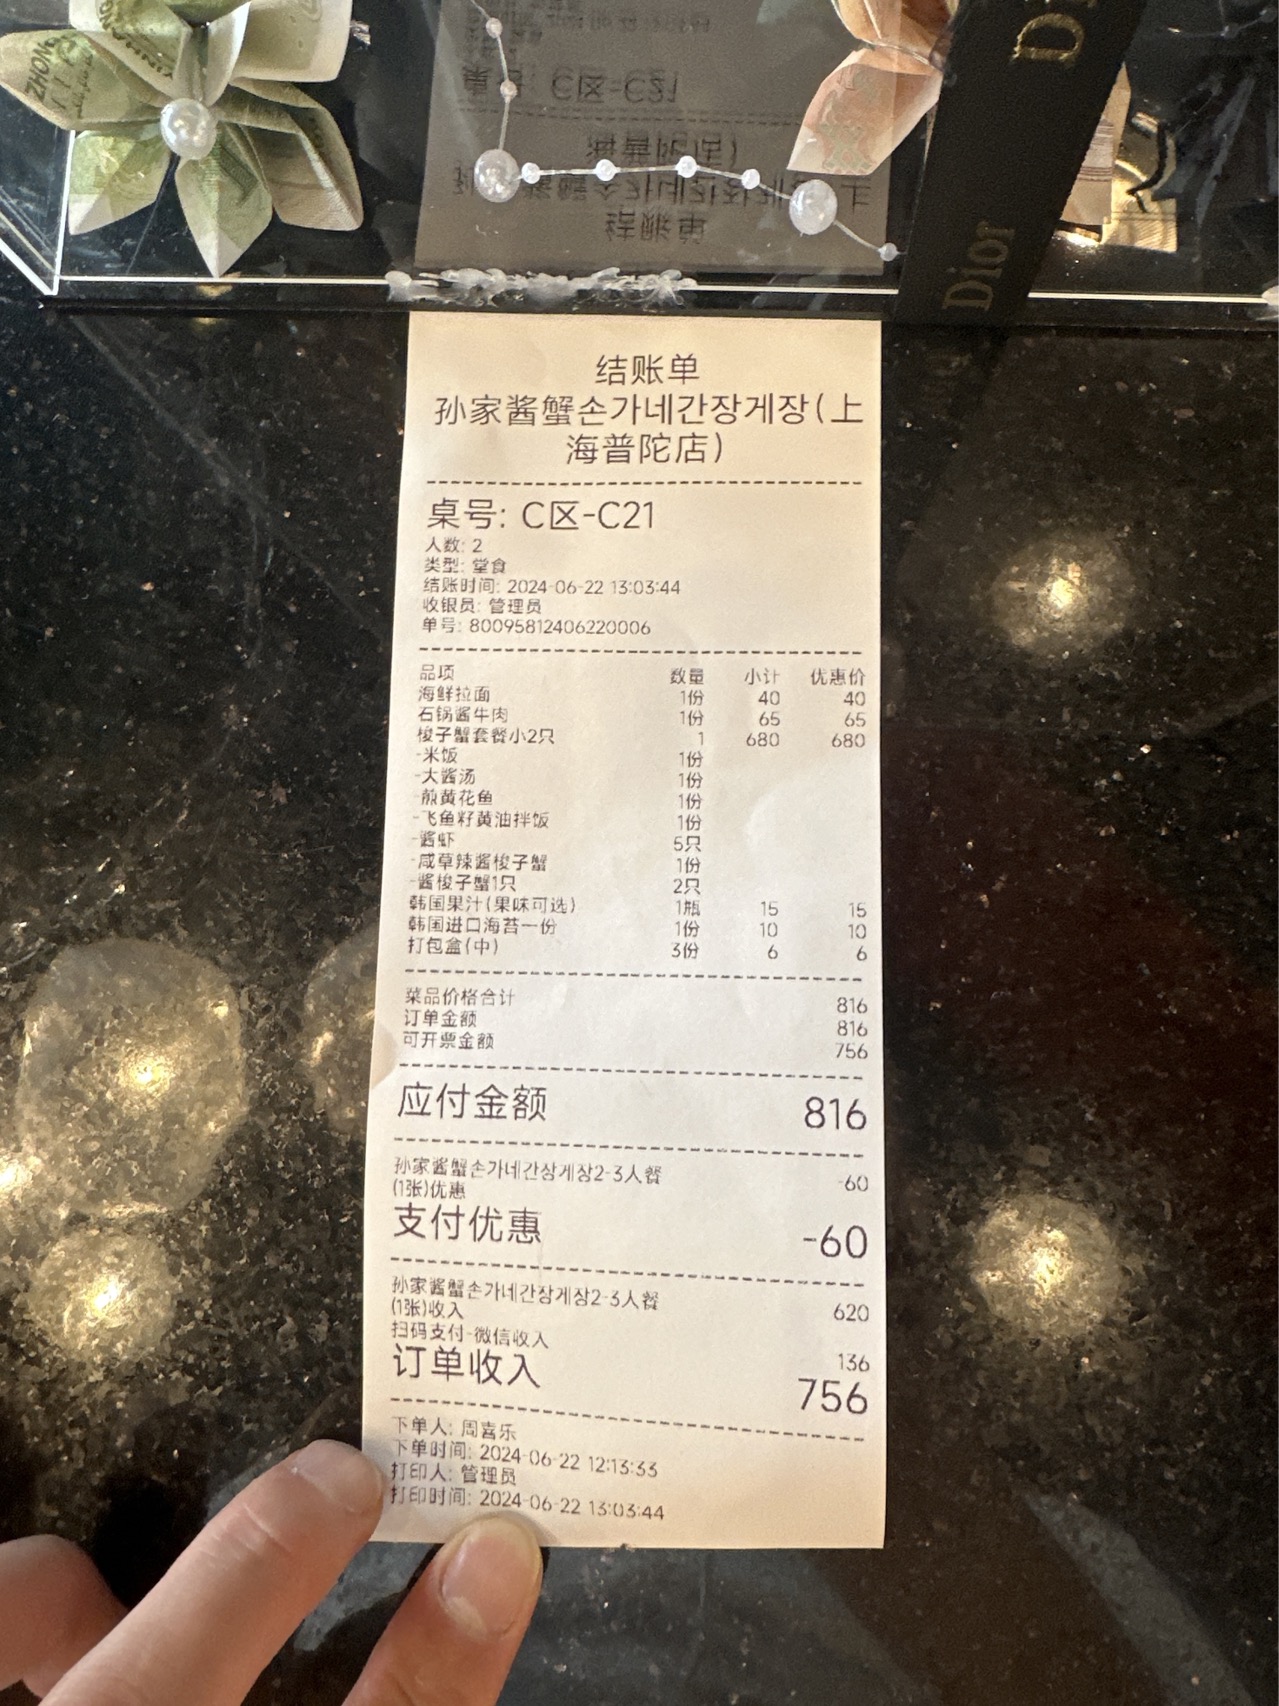 ZHONG
Di
Dior
结账单
孙家酱蟹손가네간장게장(上
海普陀店)
桌号: C区-C21
人数: 2
类型: 堂食
结账时间: 2024-06-22 13:03:44
收银员: 管理员
单号: 80095812406220006
品项 数量 小计 优惠价
海鲜拉面 1份 40 40
石锅酱牛肉 1份 65 65
梭子蟹套餐小2只 1 680 680
-米饭 1份
-大酱汤 1份
-煎黄花鱼 1份
-飞鱼籽黄油拌饭 1份
-酱虾 5只
-咸草辣酱梭子蟹 1份
-酱梭子蟹1只 2只
韩国果汁(果味可选) 1瓶 15 15
韩国进口海苔一份 1份 10 10
打包盒(中) 3份 6 6
菜品价格合计 816
订单金额 816
可开票金额 756
应付金额 816
孙家酱蟹손가네간장게장2-3人餐 -60
(1张)优惠
支付优惠 -60
孙家酱蟹손가네간장게장2-3人餐 620
(1张)收入
扫码支付-微信收入 136
订单收入 756
下单人: 周喜乐
下单时间: 2024-06-22 12:13:33
打印人: 管理员
打印时间: 2024-06-22 13:03:44